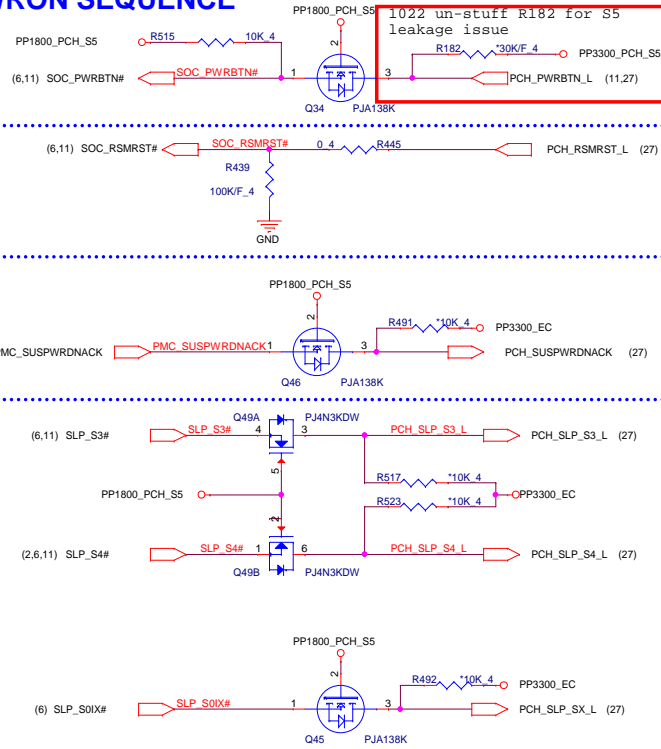 WRON SEQUENCE
PP1800_PCH_S5
1022 un-stuff R182 for S5
leakage issue
PP1800_PCH_S5 R515 10K_4 2 R182 *30K/F_4 PP3300_PCH_S5
(6,11) SOC_PWRBTN# SOC_PWRBTN# 1 3 PCH_PWRBTN_L (11,27)
Q34 PJA138K
(6,11) SOC_RSMRST# SOC_RSMRST# 0_4 R445 PCH_RSMRST_L (27)
R439
100K/F_4
GND
PP1800_PCH_S5
2 R491 *10K_4 PP3300_EC
PMC_SUSPWRDNACK PMC_SUSPWRDNACK 1 3 PCH_SUSPWRDNACK (27)
Q46 PJA138K
Q49A PJ4N3KDW
(6,11) SLP_S3# SLP_S3# 4 3 PCH_SLP_S3_L PCH_SLP_S3_L (27)
5 R517 *10K_4
PP1800_PCH_S5 PP3300_EC
2 R523 *10K_4
(2,6,11) SLP_S4# SLP_S4# 1 6 PCH_SLP_S4_L PCH_SLP_S4_L (27)
Q49B PJ4N3KDW
PP1800_PCH_S5
2 R492 *10K_4 PP3300_EC
(6) SLP_S0IX# SLP_S0IX# 1 3 PCH_SLP_SX_L (27)
Q45 PJA138K